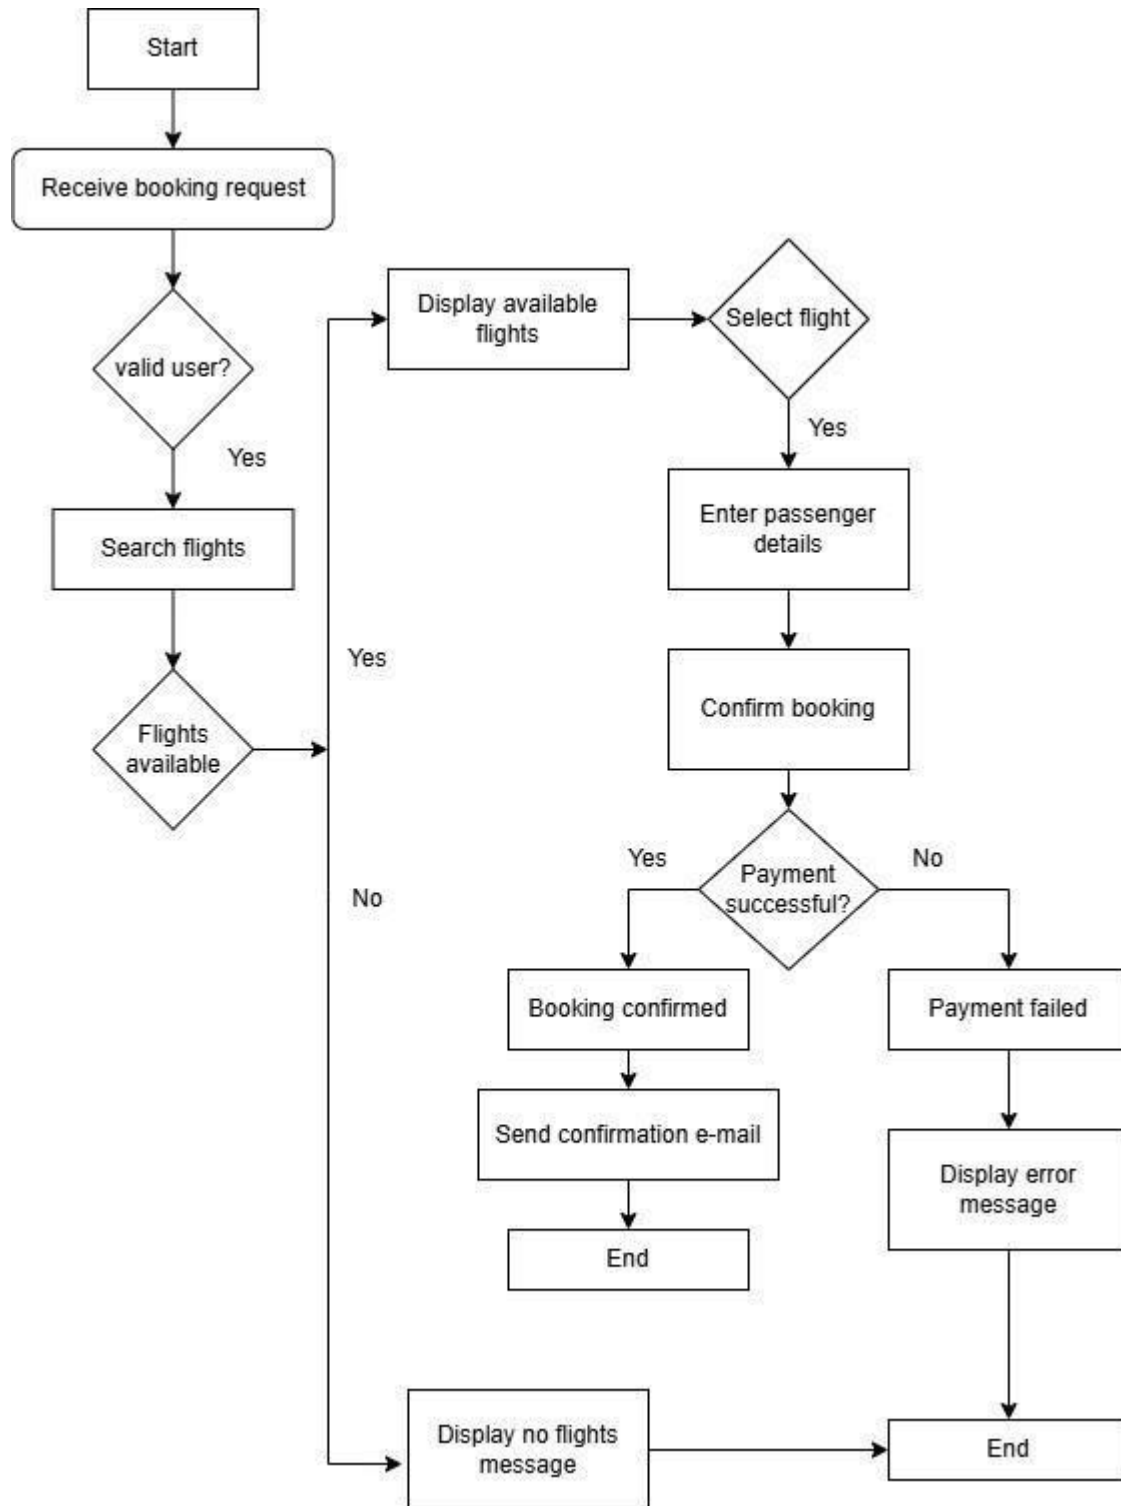 Start
Receive booking request
valid user?
Yes
Search flights
Flights
available
Yes
No
Display available
flights
Select flight
Yes
Enter passenger
details
Confirm booking
Payment
successful?
Yes
No
Booking confirmed
Send confirmation e-mail
End
Payment failed
Display error
message
Display no flights
message
End